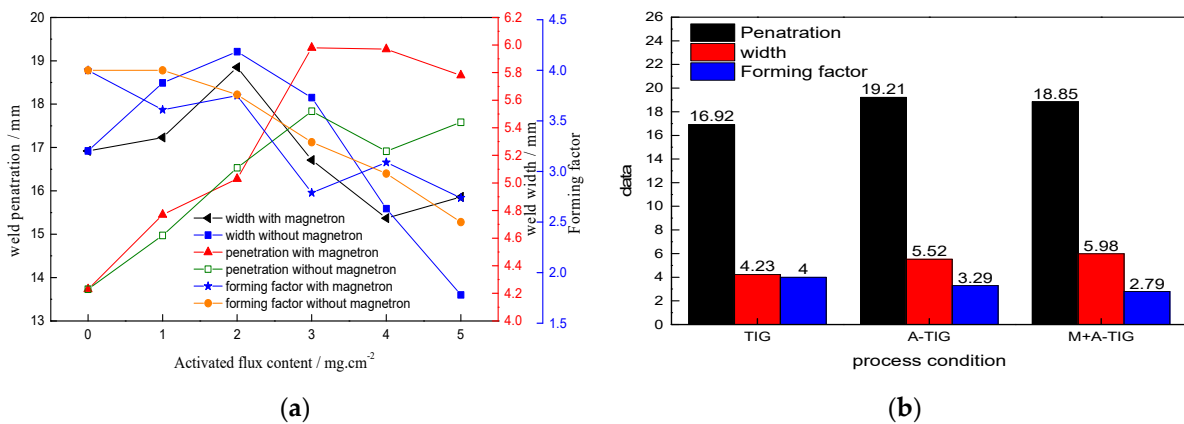 20
19
18
17
16
15
14
13
weld penatration / mm
0 1 2 3 4 5
Activated flux content / mg.cm-2
width with magnetron
width without magnetron
penetration with magnetron
penetration without magnetron
forming factor with magnetron
forming factor without magnetron
6.2
6.0
5.8
5.6
5.4
5.2
5.0
4.8
4.6
4.4
4.2
4.0
weld width / mm
4.5
4.0
3.5
3.0
2.5
2.0
1.5
Forming factor
(a)
26
24
22
20
18
16
14
12
10
8
6
4
2
0
data
Penatration
width
Forming factor
16.92 4.23 4
19.21 5.52 3.29
18.85 5.98 2.79
TIG A-TIG M+A-TIG
process condition
(b)